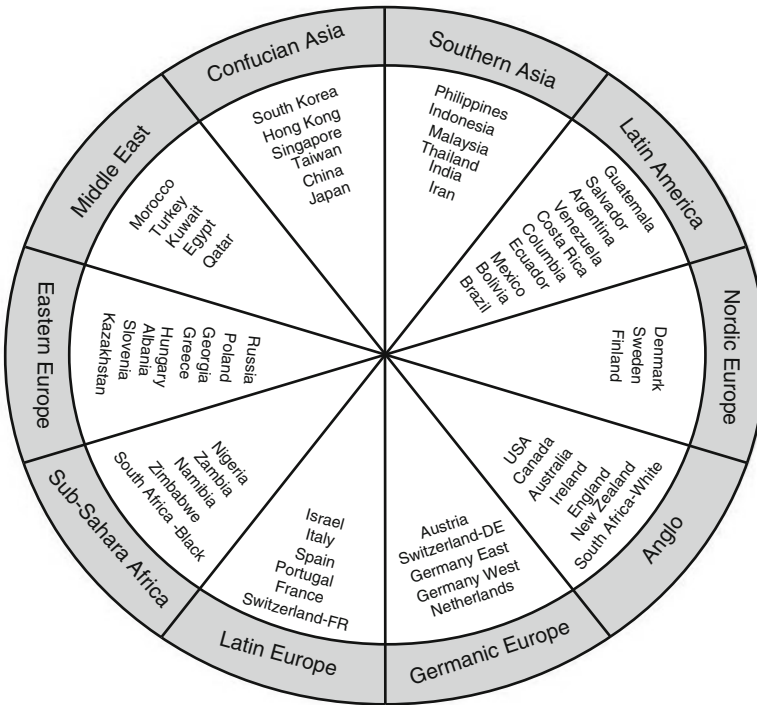 Confucian Asia
South Korea
Hong Kong
Singapore
Taiwan
China
Japan
Southern Asia
Philippines
Indonesia
Malaysia
Thailand
India
Iran
Latin America
Guatemala
Salvador
Argentina
Venezuela
Costa Rica
Columbia
Ecuador
Mexico
Bolivia
Brazil
Nordic Europe
Denmark
Sweden
Finland
Anglo
USA
Canada
Australia
Ireland
England
New Zealand
South Africa-White
Germanic Europe
Austria
Switzerland-DE
Germany East
Germany West
Netherlands
Latin Europe
Israel
Italy
Spain
Portugal
France
Switzerland-FR
Sub-Sahara Africa
Nigeria
Zambia
Namibia
Zimbabwe
South Africa -Black
Eastern Europe
Russia
Poland
Georgia
Greece
Hungary
Albania
Slovenia
Kazakhstan
Middle East
Morocco
Turkey
Kuwait
Egypt
Qatar